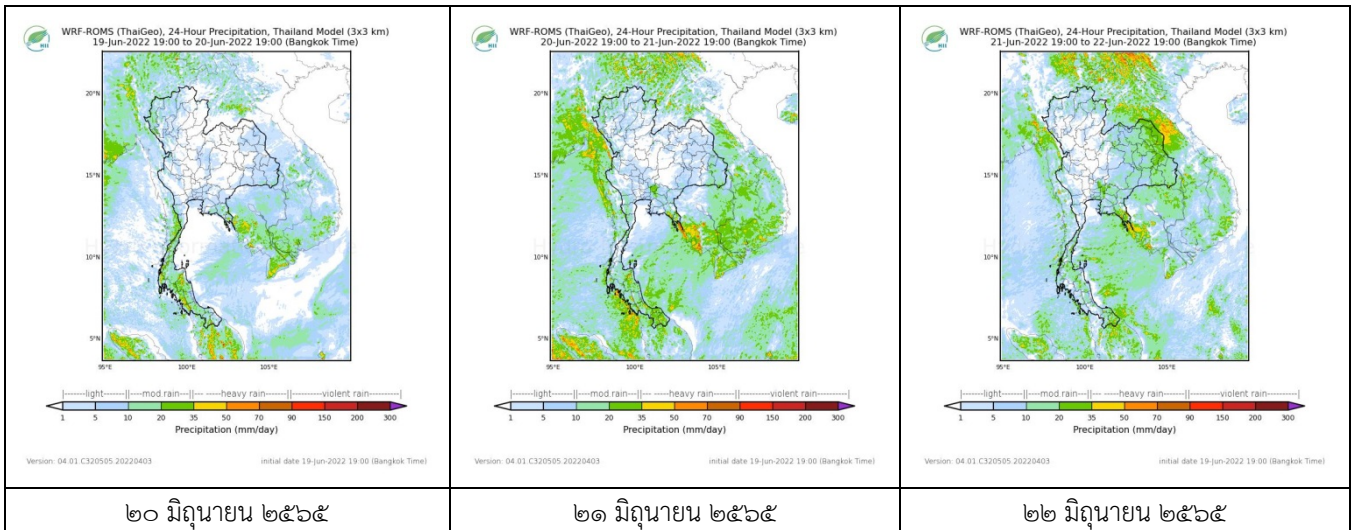 WRF-ROMS (ThaiGeo), 24-Hour Precipitation, Thailand Model (3x3 km)
19-Jun-2022 19:00 to 20-Jun-2022 19:00 (Bangkok Time)
HII
20°N
15°N
10°N
5°N
95°E 100°E 105°E
|-------light------||---mod.rain---||--- ---heavy rain---||-------violent rain-------|
1 5 10 20 35 50 70 90 150 200 300
Precipitation (mm/day)
Version: 04.01.C320505.20220403 initial date 19-Jun-2022 19:00 (Bangkok Time)
๒๐ มิถุนายน ๒๕๖๕
WRF-ROMS (ThaiGeo), 24-Hour Precipitation, Thailand Model (3x3 km)
20-Jun-2022 19:00 to 21-Jun-2022 19:00 (Bangkok Time)
HII
20°N
15°N
10°N
5°N
95°E 100°E 105°E
|-------light------||---mod.rain---||--- ---heavy rain---||-------violent rain-------|
1 5 10 20 35 50 70 90 150 200 300
Precipitation (mm/day)
Version: 04.01.C320505.20220403 initial date 19-Jun-2022 19:00 (Bangkok Time)
๒๑ มิถุนายน ๒๕๖๕
WRF-ROMS (ThaiGeo), 24-Hour Precipitation, Thailand Model (3x3 km)
21-Jun-2022 19:00 to 22-Jun-2022 19:00 (Bangkok Time)
HII
20°N
15°N
10°N
5°N
95°E 100°E 105°E
|-------light------||---mod.rain---||--- ---heavy rain---||-------violent rain-------|
1 5 10 20 35 50 70 90 150 200 300
Precipitation (mm/day)
Version: 04.01.C320505.20220403 initial date 19-Jun-2022 19:00 (Bangkok Time)
๒๒ มิถุนายน ๒๕๖๕